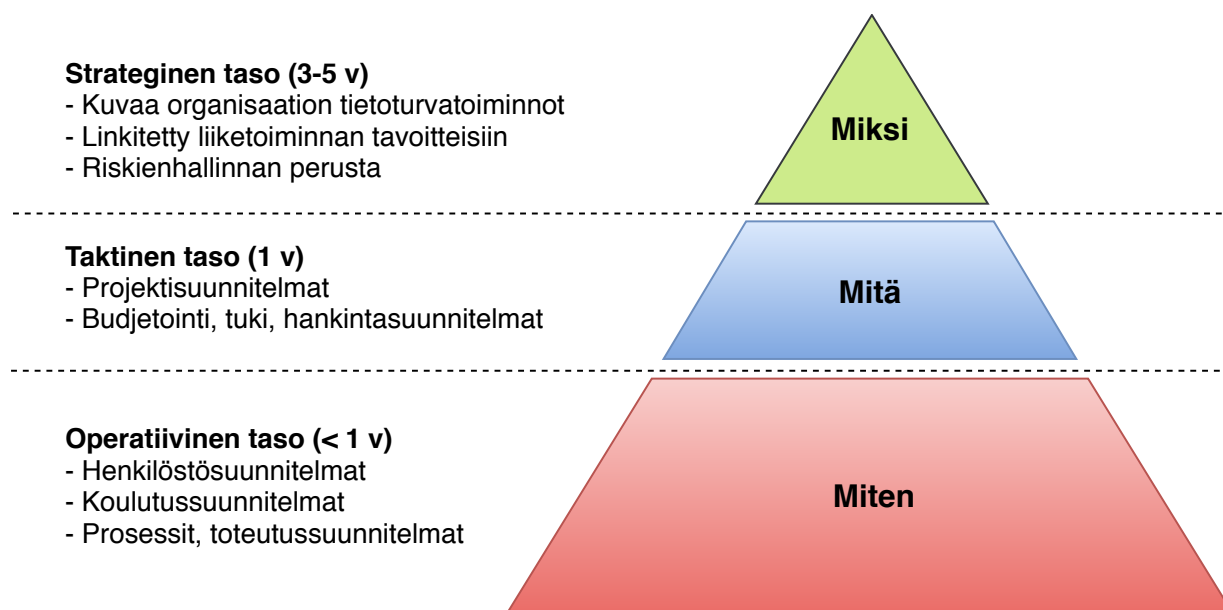 Strateginen taso (3-5 v)
- Kuvaa organisaation tietoturvatoiminnot
- Linkitetty liiketoiminnan tavoitteisiin
- Riskienhallinnan perusta
Miksi
Taktinen taso (1 v)
- Projektisuunnitelmat
- Budjetointi, tuki, hankintasuunnitelmat
Mitä
Operatiivinen taso (< 1 v)
- Henkilöstösuunnitelmat
- Koulutussuunnitelmat
- Prosessit, toteutussuunnitelmat
Miten